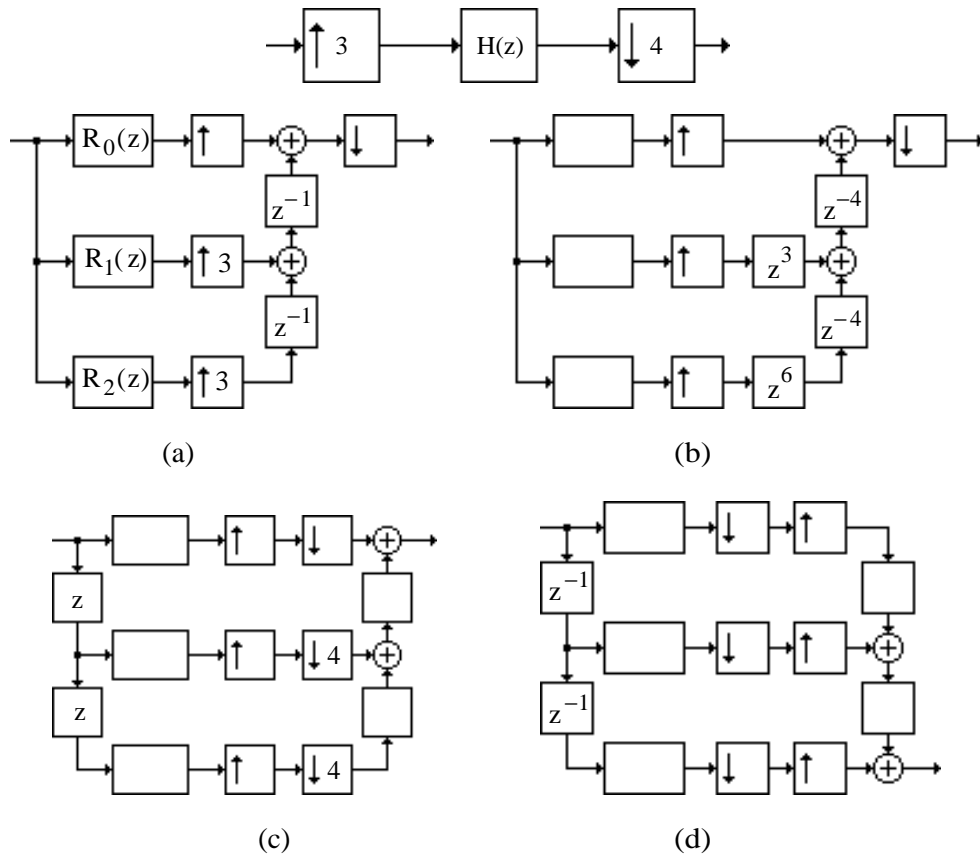 ↑ 3 H(z) ↓ 4
R₀(z) ↑ ↓ ↑ ↓
z⁻¹ z⁻⁴
R₁(z) ↑ 3 ↑ z³
z⁻¹ z⁻⁴
R₂(z) ↑ 3 ↑ z⁶
(a) (b)
↑ ↓ ↓ ↑
z z⁻¹
↑ ↓ 4 ↓ ↑
z z⁻¹
↑ ↓ 4 ↓ ↑
(c) (d)